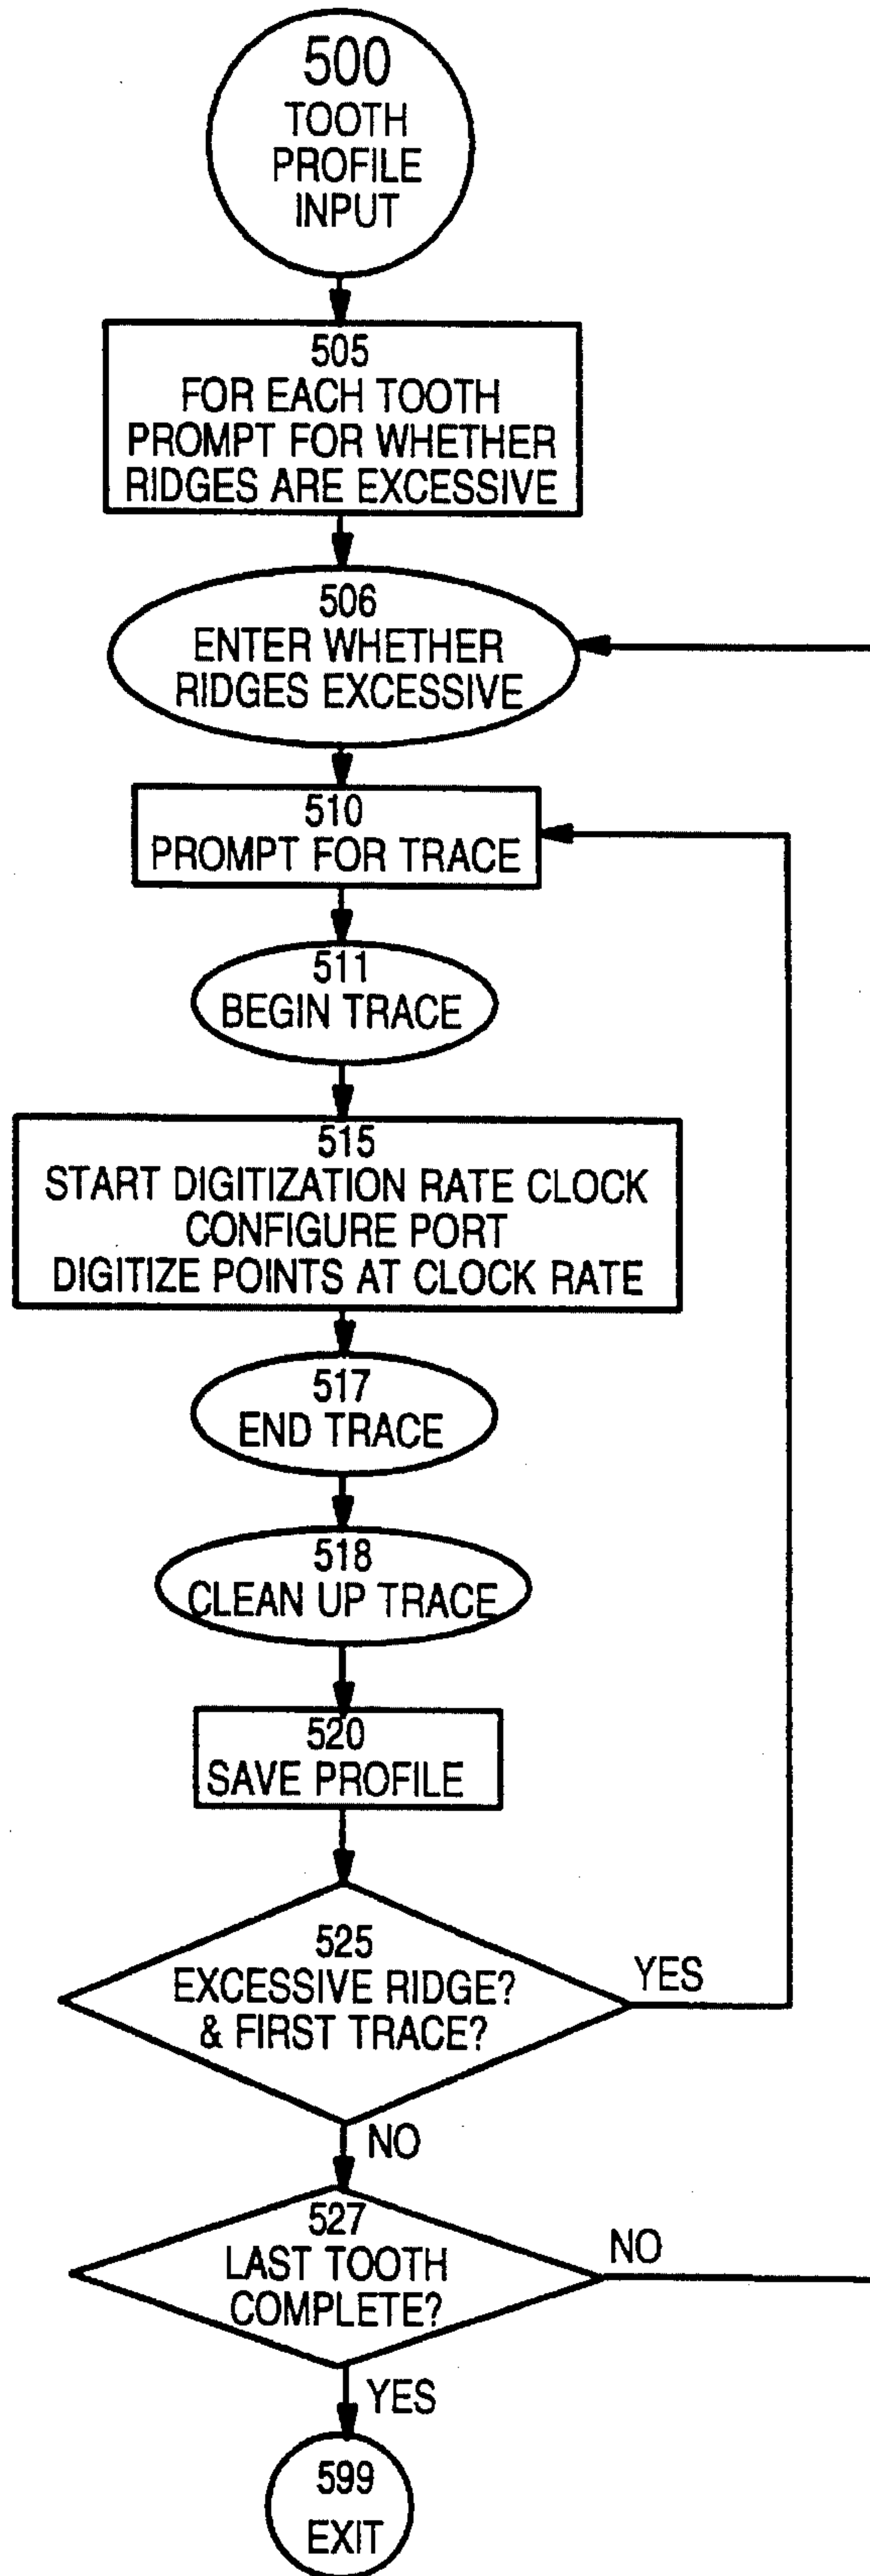 500
TOOTH
PROFILE
INPUT
505
FOR EACH TOOTH
PROMPT FOR WHETHER
RIDGES ARE EXCESSIVE
506
ENTER WHETHER
RIDGES EXCESSIVE
510
PROMPT FOR TRACE
511
BEGIN TRACE
515
START DIGITIZATION RATE CLOCK
CONFIGURE PORT
DIGITIZE POINTS AT CLOCK RATE
517
END TRACE
518
CLEAN UP TRACE
520
SAVE PROFILE
525
EXCESSIVE RIDGE?
& FIRST TRACE?
YES
NO
527
LAST TOOTH
COMPLETE?
NO
YES
599
EXIT